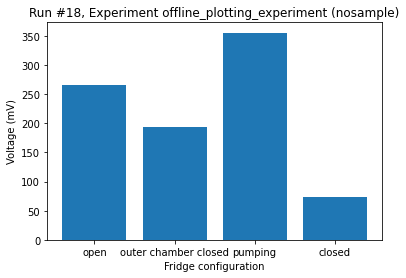 Run #18, Experiment offline_plotting_experiment (nosample)
350
300
250
200
150
100
50
0
Voltage (mV)
open outer chamber closed pumping closed
Fridge configuration